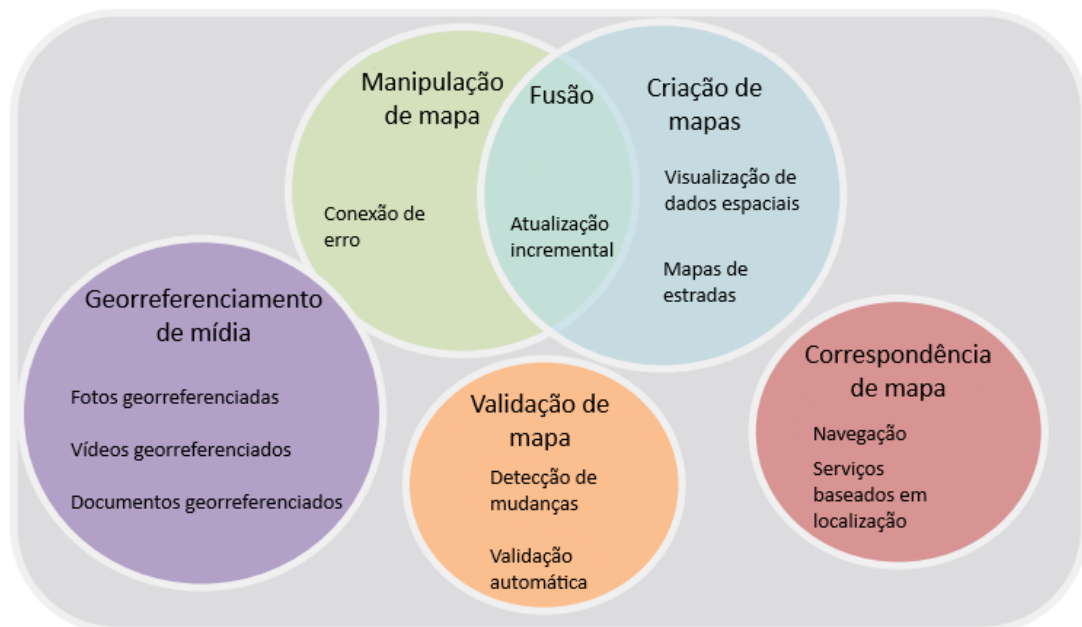 Manipulação
de mapa
Conexão de
erro
Fusão
Atualização
incremental
Criação de
mapas
Visualização de
dados espaciais
Mapas de
estradas
Georreferenciamento
de mídia
Fotos georreferenciadas
Vídeos georreferenciados
Documentos georreferenciados
Validação de
mapa
Detecção de
mudanças
Validação
automática
Correspondência
de mapa
Navegação
Serviços
baseados em
localização